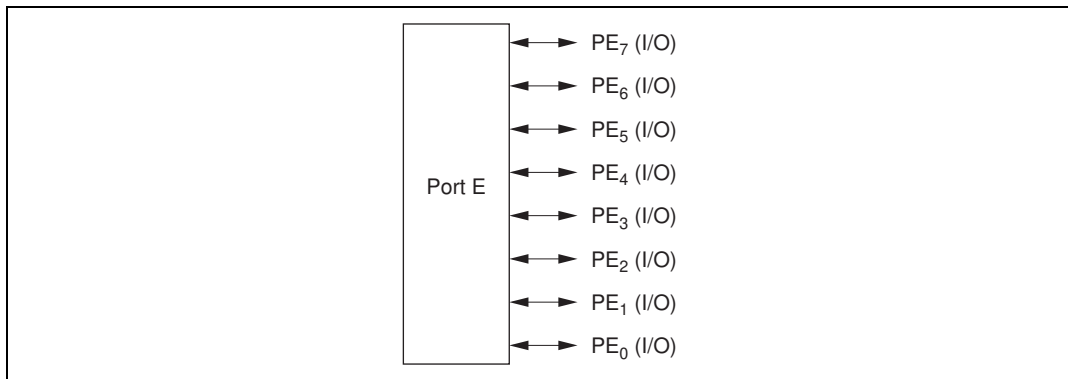 PE₇ (I/O)
PE₆ (I/O)
PE₅ (I/O)
PE₄ (I/O)
Port E
PE₃ (I/O)
PE₂ (I/O)
PE₁ (I/O)
PE₀ (I/O)